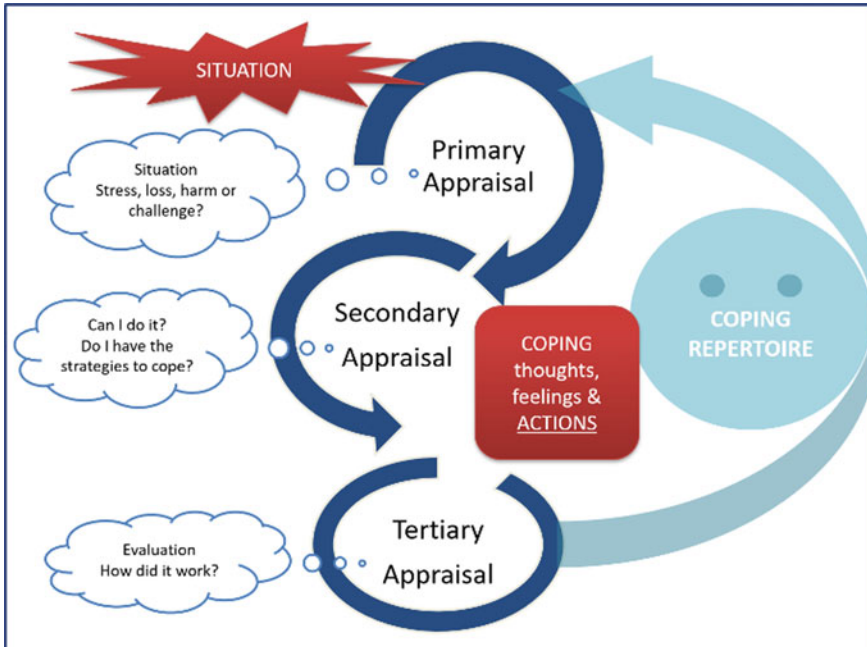 SITUATION
Situation
Stress, loss, harm or
challenge?
Primary
Appraisal
Can I do it?
Do I have the
strategies to cope?
Secondary
Appraisal
COPING
thoughts,
feelings &
ACTIONS
COPING
REPERTOIRE
Evaluation
How did it work?
Tertiary
Appraisal